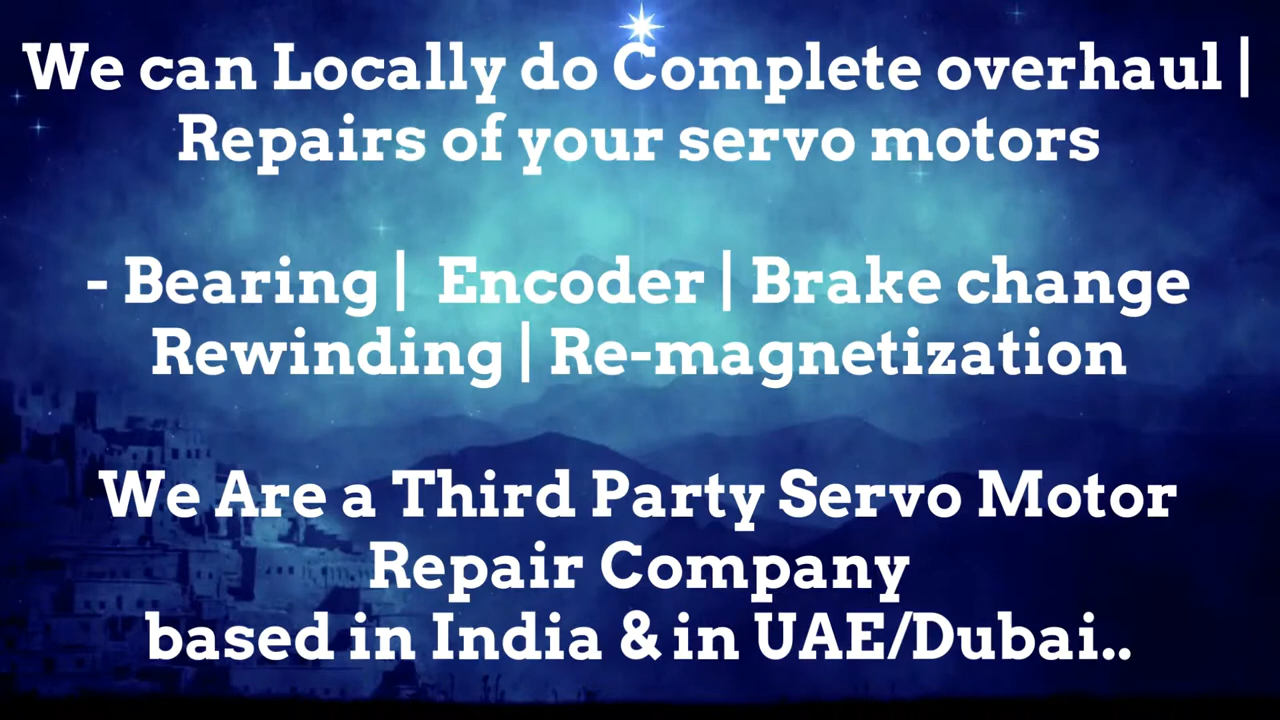 We can Locally do Complete overhaul |
Repairs of your servo motors
- Bearing | Encoder | Brake change
Rewinding | Re-magnetization
We Are a Third Party Servo Motor
Repair Company
based in India & in UAE/Dubai..